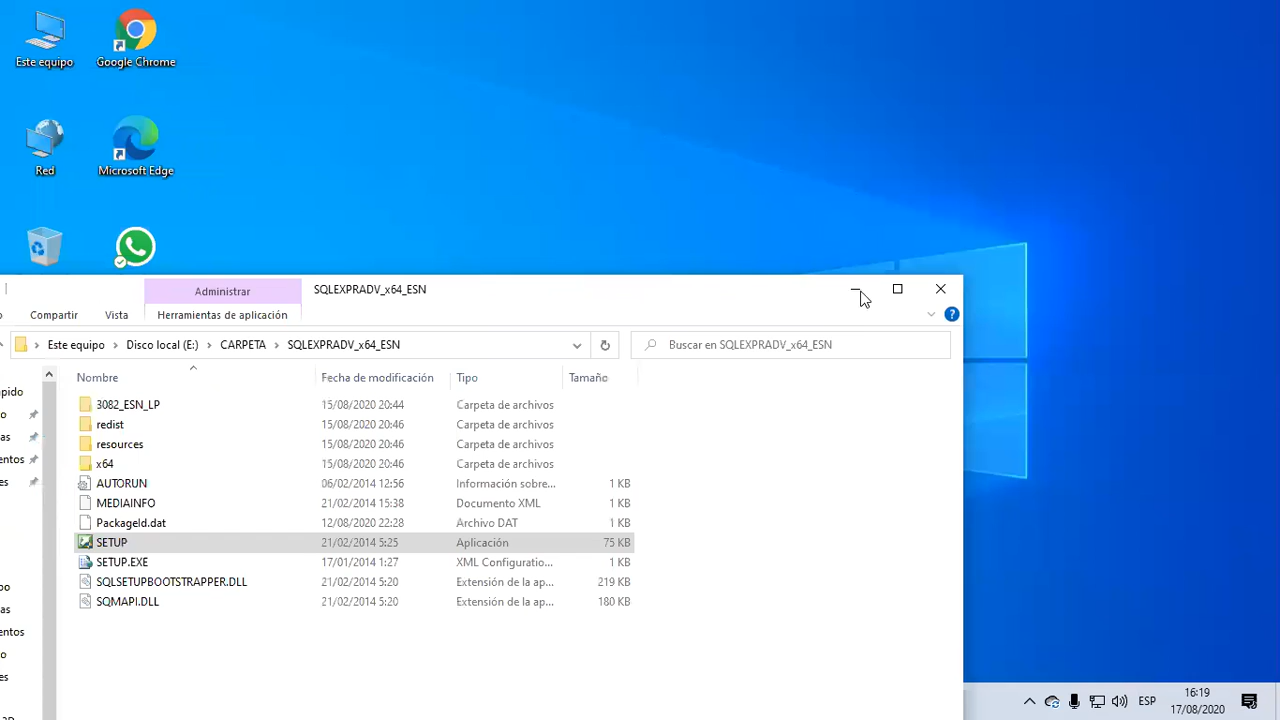 Este equipo
Google Chrome
Red
Microsoft Edge
Administrar
SQLEXPRADV_x64_ESN
Compartir
Vista
Herramientas de aplicación
Este equipo > Disco local (E:) > CARPETA > SQLEXPRADV_x64_ESN
Buscar en SQLEXPRADV_x64_ESN
Nombre Fecha de modificación Tipo Tamaño
3082_ESN_LP 15/08/2020 20:44 Carpeta de archivos
redist 15/08/2020 20:46 Carpeta de archivos
resources 15/08/2020 20:46 Carpeta de archivos
x64 15/08/2020 20:46 Carpeta de archivos
AUTORUN 06/02/2014 12:56 Información sobre... 1 KB
MEDIAINFO 21/02/2014 15:38 Documento XML 1 KB
PackageId.dat 12/08/2020 22:28 Archivo DAT 1 KB
SETUP 21/02/2014 5:25 Aplicación 75 KB
SETUP.EXE 17/01/2014 1:27 XML Configuratio... 1 KB
SQLSETUPBOOTSTRAPPER.DLL 21/02/2014 5:20 Extensión de la ap... 219 KB
SQMAPI.DLL 21/02/2014 5:20 Extensión de la ap... 180 KB
ESP
16:19
17/08/2020